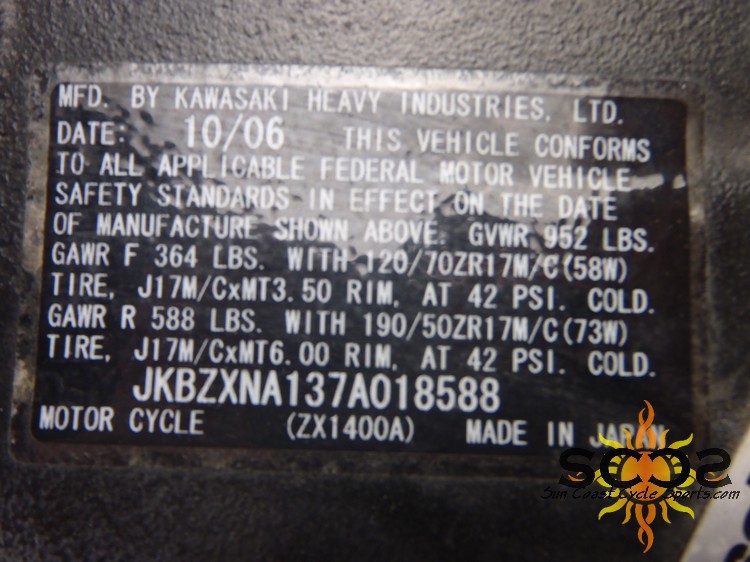 MFD. BY KAWASAKI HEAVY INDUSTRIES, LTD.
DATE: 10/06 THIS VEHICLE CONFORMS
TO ALL APPLICABLE FEDERAL MOTOR VEHICLE
SAFETY STANDARDS IN EFFECT ON THE DATE
OF MANUFACTURE SHOWN ABOVE. GVWR 952 LBS.
GAWR F 364 LBS. WITH 120/70ZR17M/C(58W)
TIRE, J17M/CxMT3.50 RIM, AT 42 PSI. COLD.
GAWR R 588 LBS. WITH 190/50ZR17M/C(73W)
TIRE, J17M/CxMT6.00 RIM, AT 42 PSI. COLD.
JKBZXNA137A018588
MOTOR CYCLE (ZX1400A) MADE IN JAPAN
SCCS
Sun Coast Cycle Sports.com